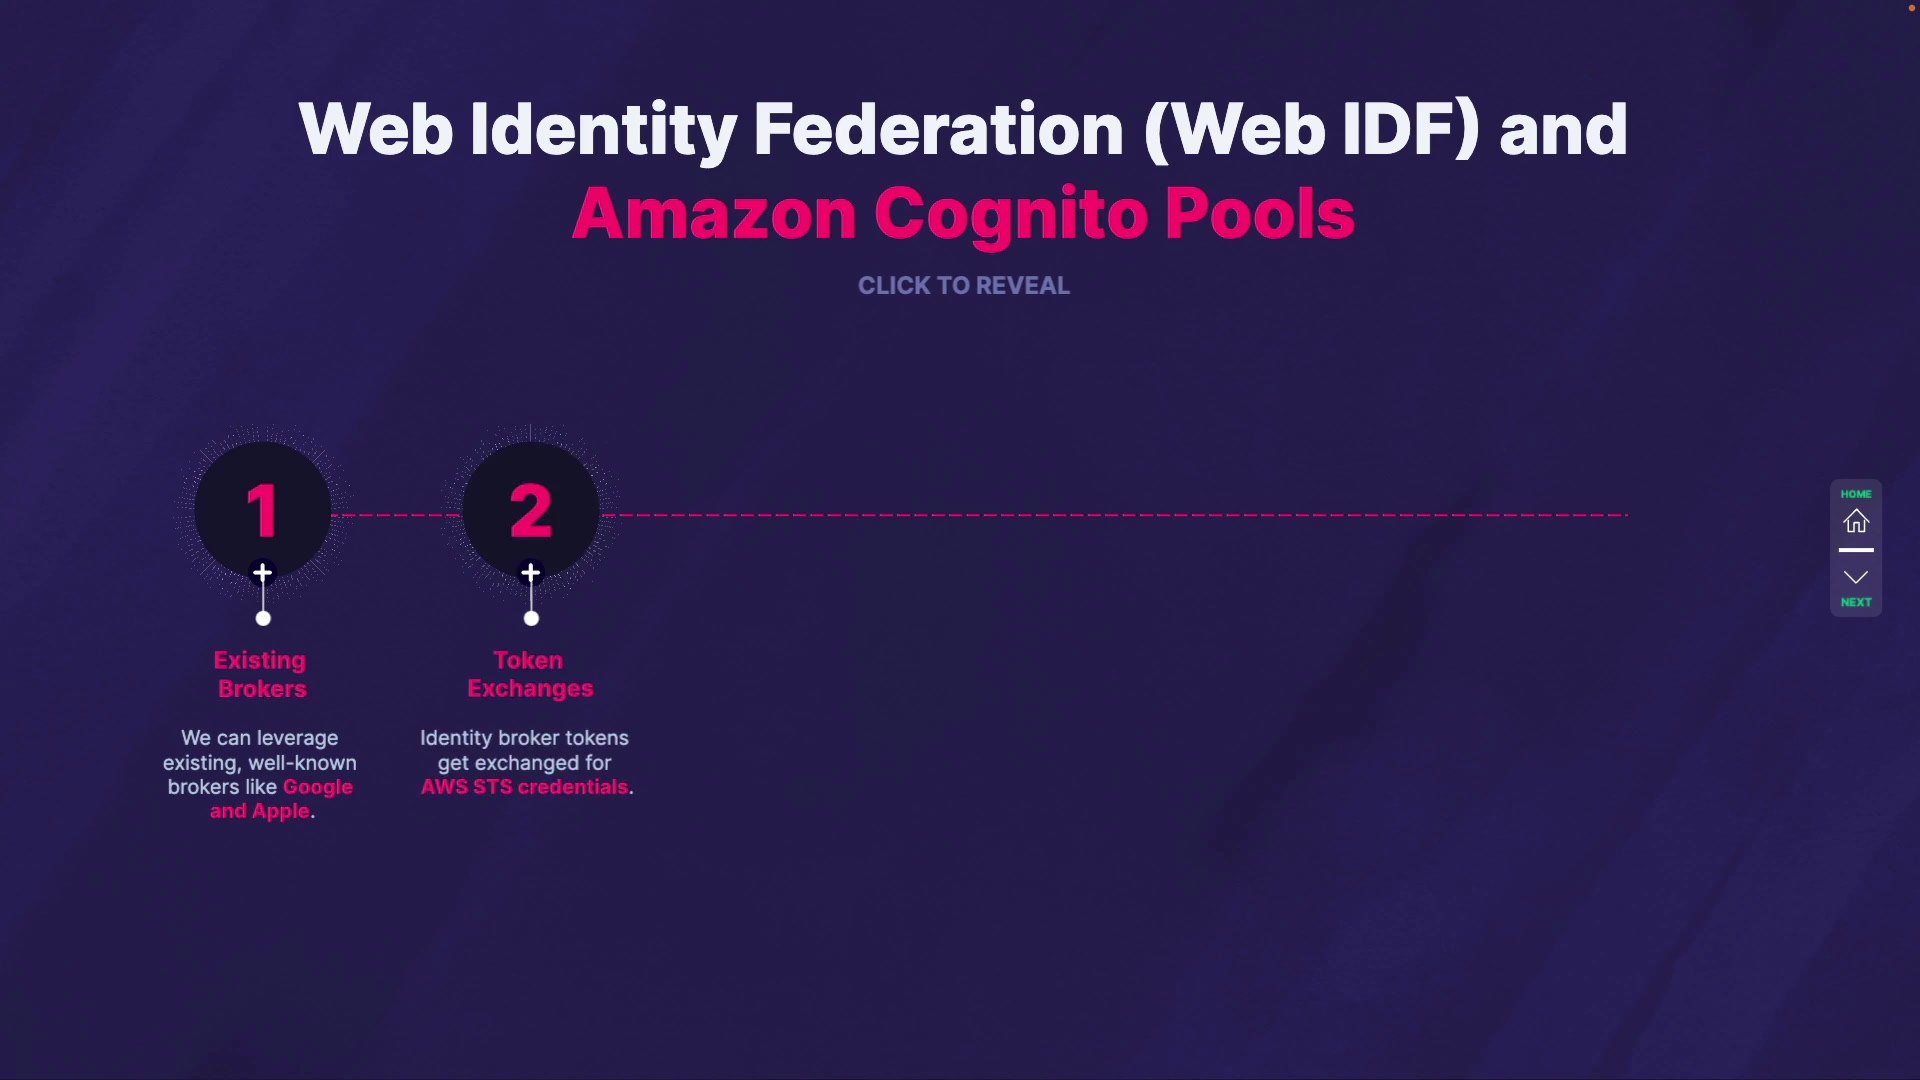 Web Identity Federation (Web IDF) and
Amazon Cognito Pools
CLICK TO REVEAL
1
2
Existing
Brokers
We can leverage
existing, well-known
brokers like Google
and Apple.
Token
Exchanges
Identity broker tokens
get exchanged for
AWS STS credentials.
HOME
NEXT